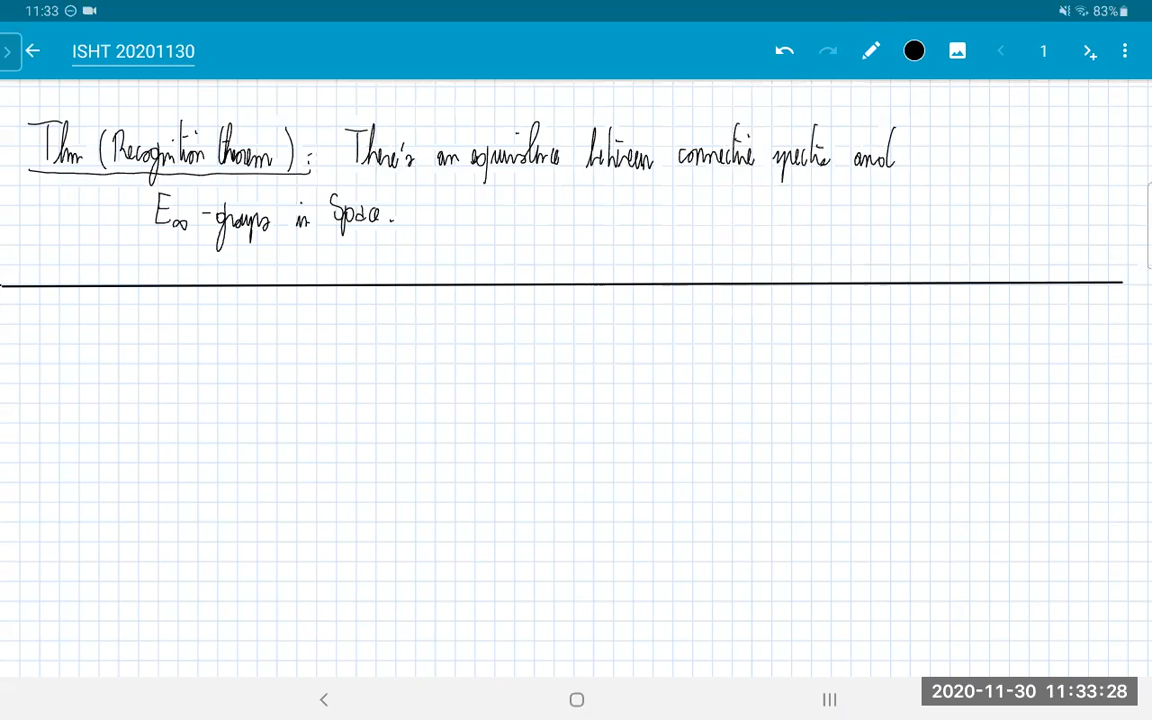 11:33
83%
ISHT 20201130
1
Thm (Recognition theorem): There's an equivalence between connective spectra and
E∞-groups in Space.
2020-11-30 11:33:28